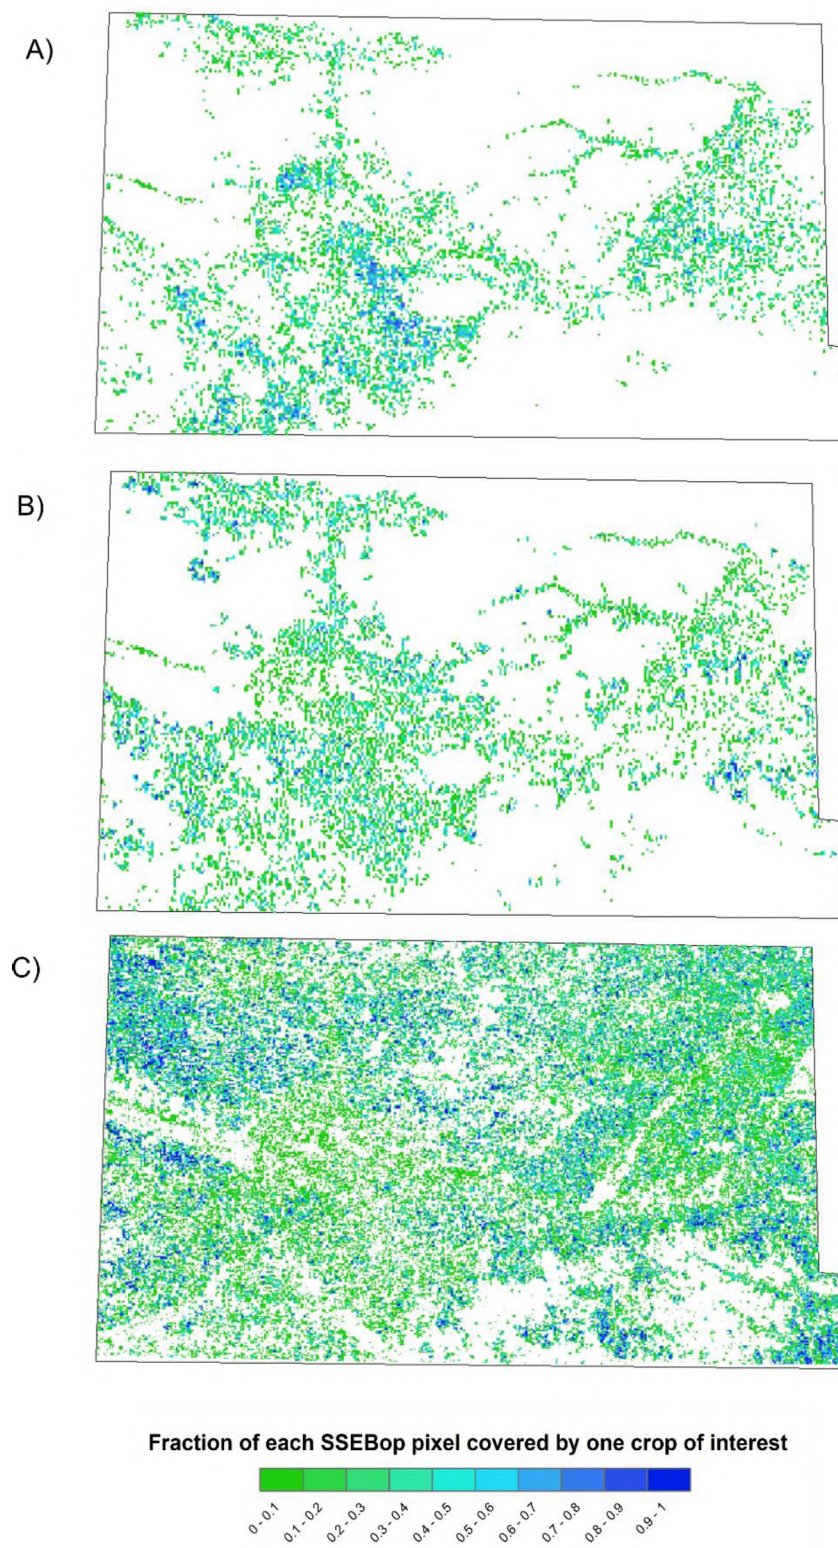 A)
B)
C)
Fraction of each SSEBop pixel covered by one crop of interest
0 - 0.1 0.1 - 0.2 0.2 - 0.3 0.3 - 0.4 0.4 - 0.5 0.5 - 0.6 0.6 - 0.7 0.7 - 0.8 0.8 - 0.9 0.9 - 1